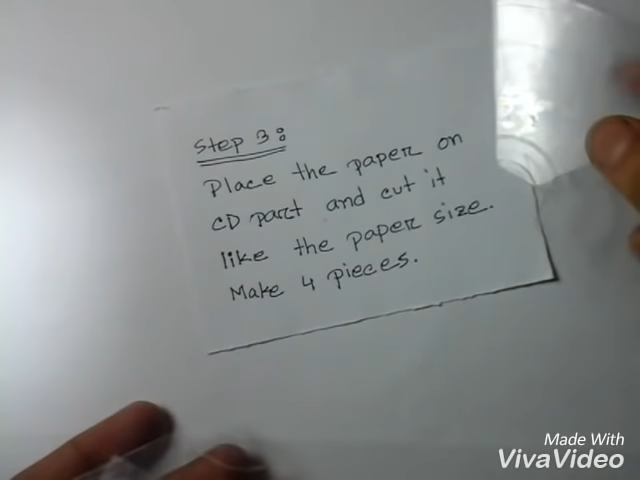 Step 3:
Place the paper on
CD part and cut it
like the paper size.
Make 4 pieces.
Made With
VivaVideo